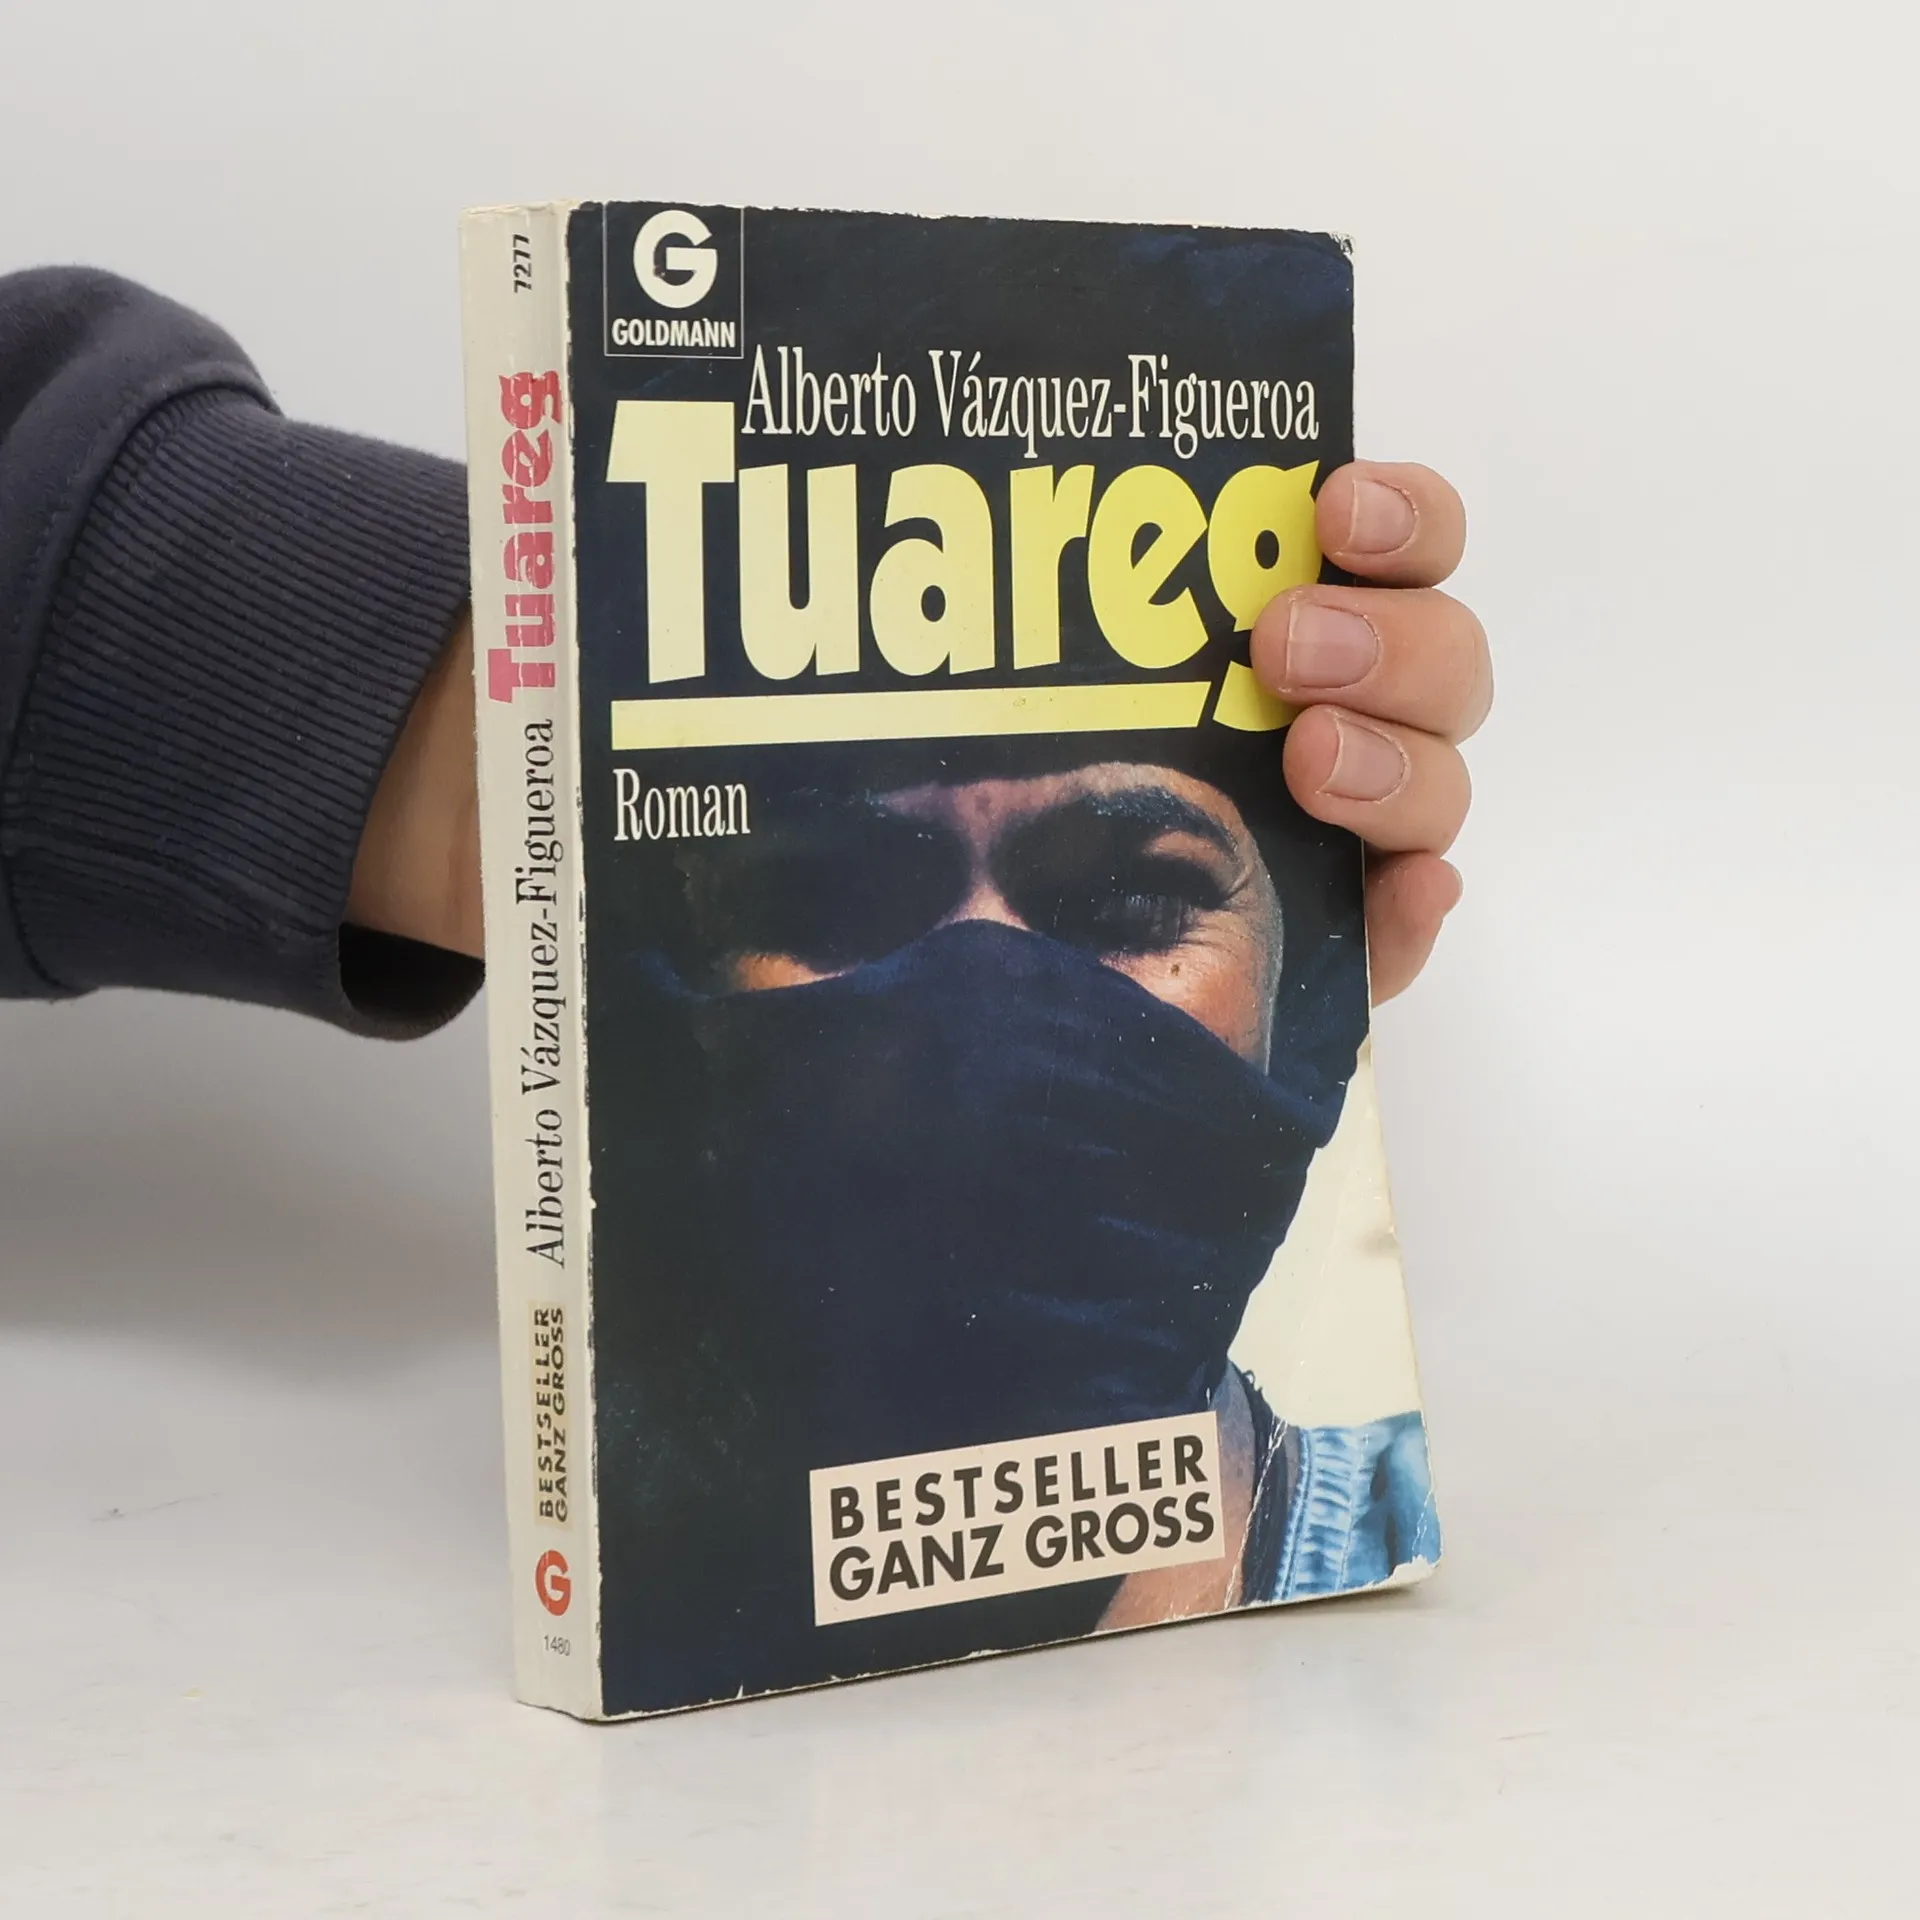 G
GOLDMANN
Alberto Vázquez-Figueroa
Tuareg
Roman
BESTSELLER
GANZ GROSS
7277
Tuareg
Alberto Vázquez-Figueroa
BESTSELLER
GANZ GROSS
G
1480